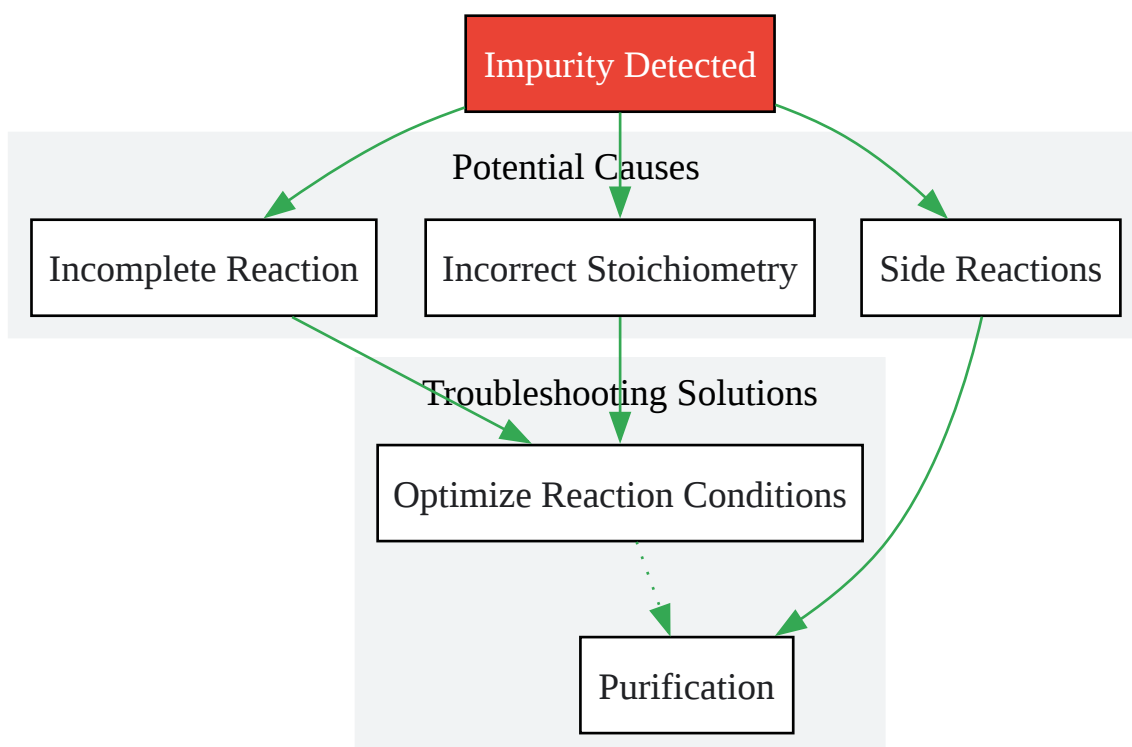 Impurity Detected
Potential Causes
Incomplete Reaction
Incorrect Stoichiometry
Side Reactions
Troubleshooting Solutions
Optimize Reaction Conditions
Purification